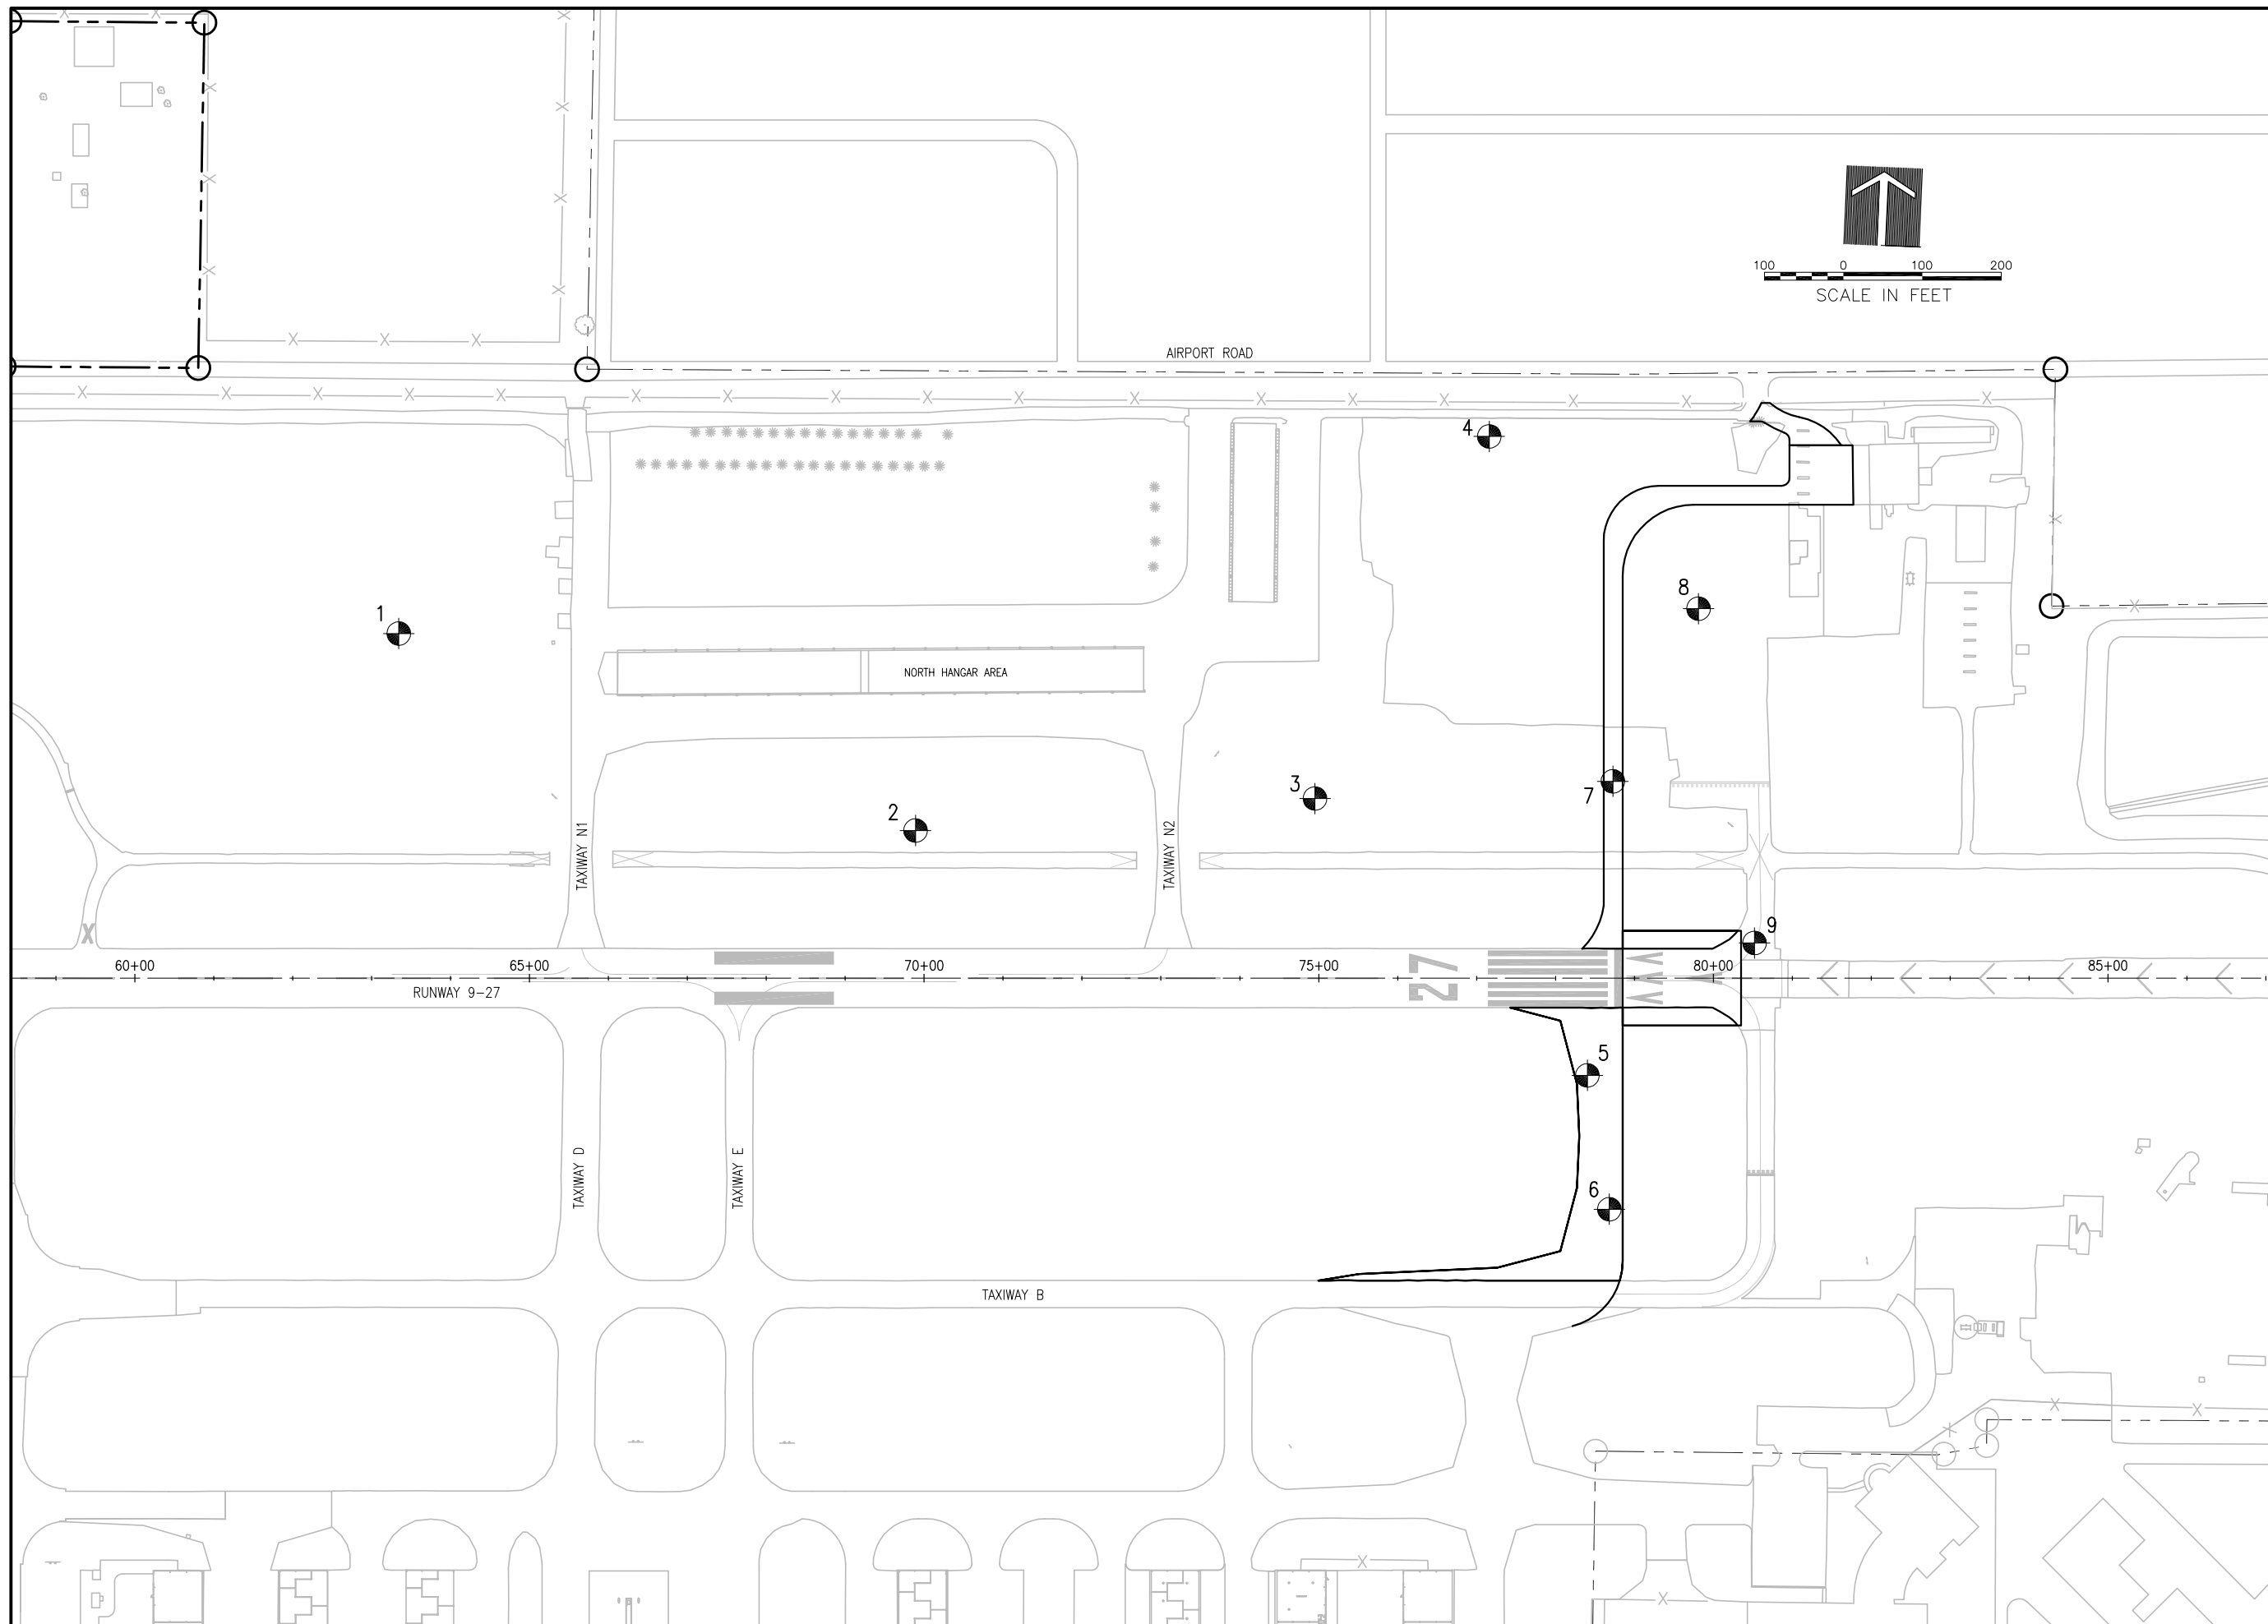 100 0 100 200
SCALE IN FEET
AIRPORT ROAD
4
8
1
NORTH HANGAR AREA
7
3
2
TAXIWAY N1
TAXIWAY N2
9
27
60+00 65+00 70+00 75+00 80+00 85+00
RUNWAY 9-27
5
6
TAXIWAY D
TAXIWAY E
TAXIWAY B